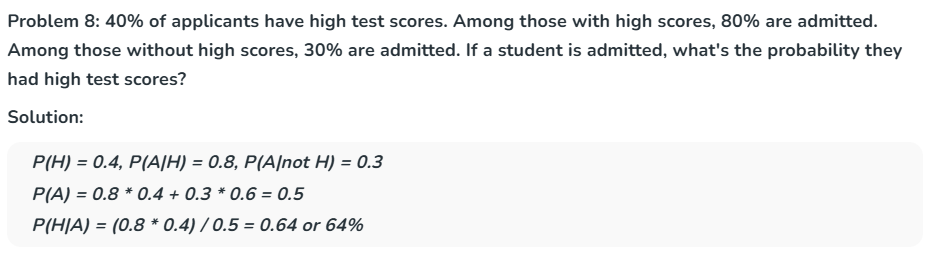 Problem 8: 40% of applicants have high test scores. Among those with high scores, 80% are admitted.
Among those without high scores, 30% are admitted. If a student is admitted, what's the probability they
had high test scores?
Solution:
P(H) = 0.4, P(A|H) = 0.8, P(A|not H) = 0.3
P(A) = 0.8 * 0.4 + 0.3 * 0.6 = 0.5
P(H|A) = (0.8 * 0.4) / 0.5 = 0.64 or 64%